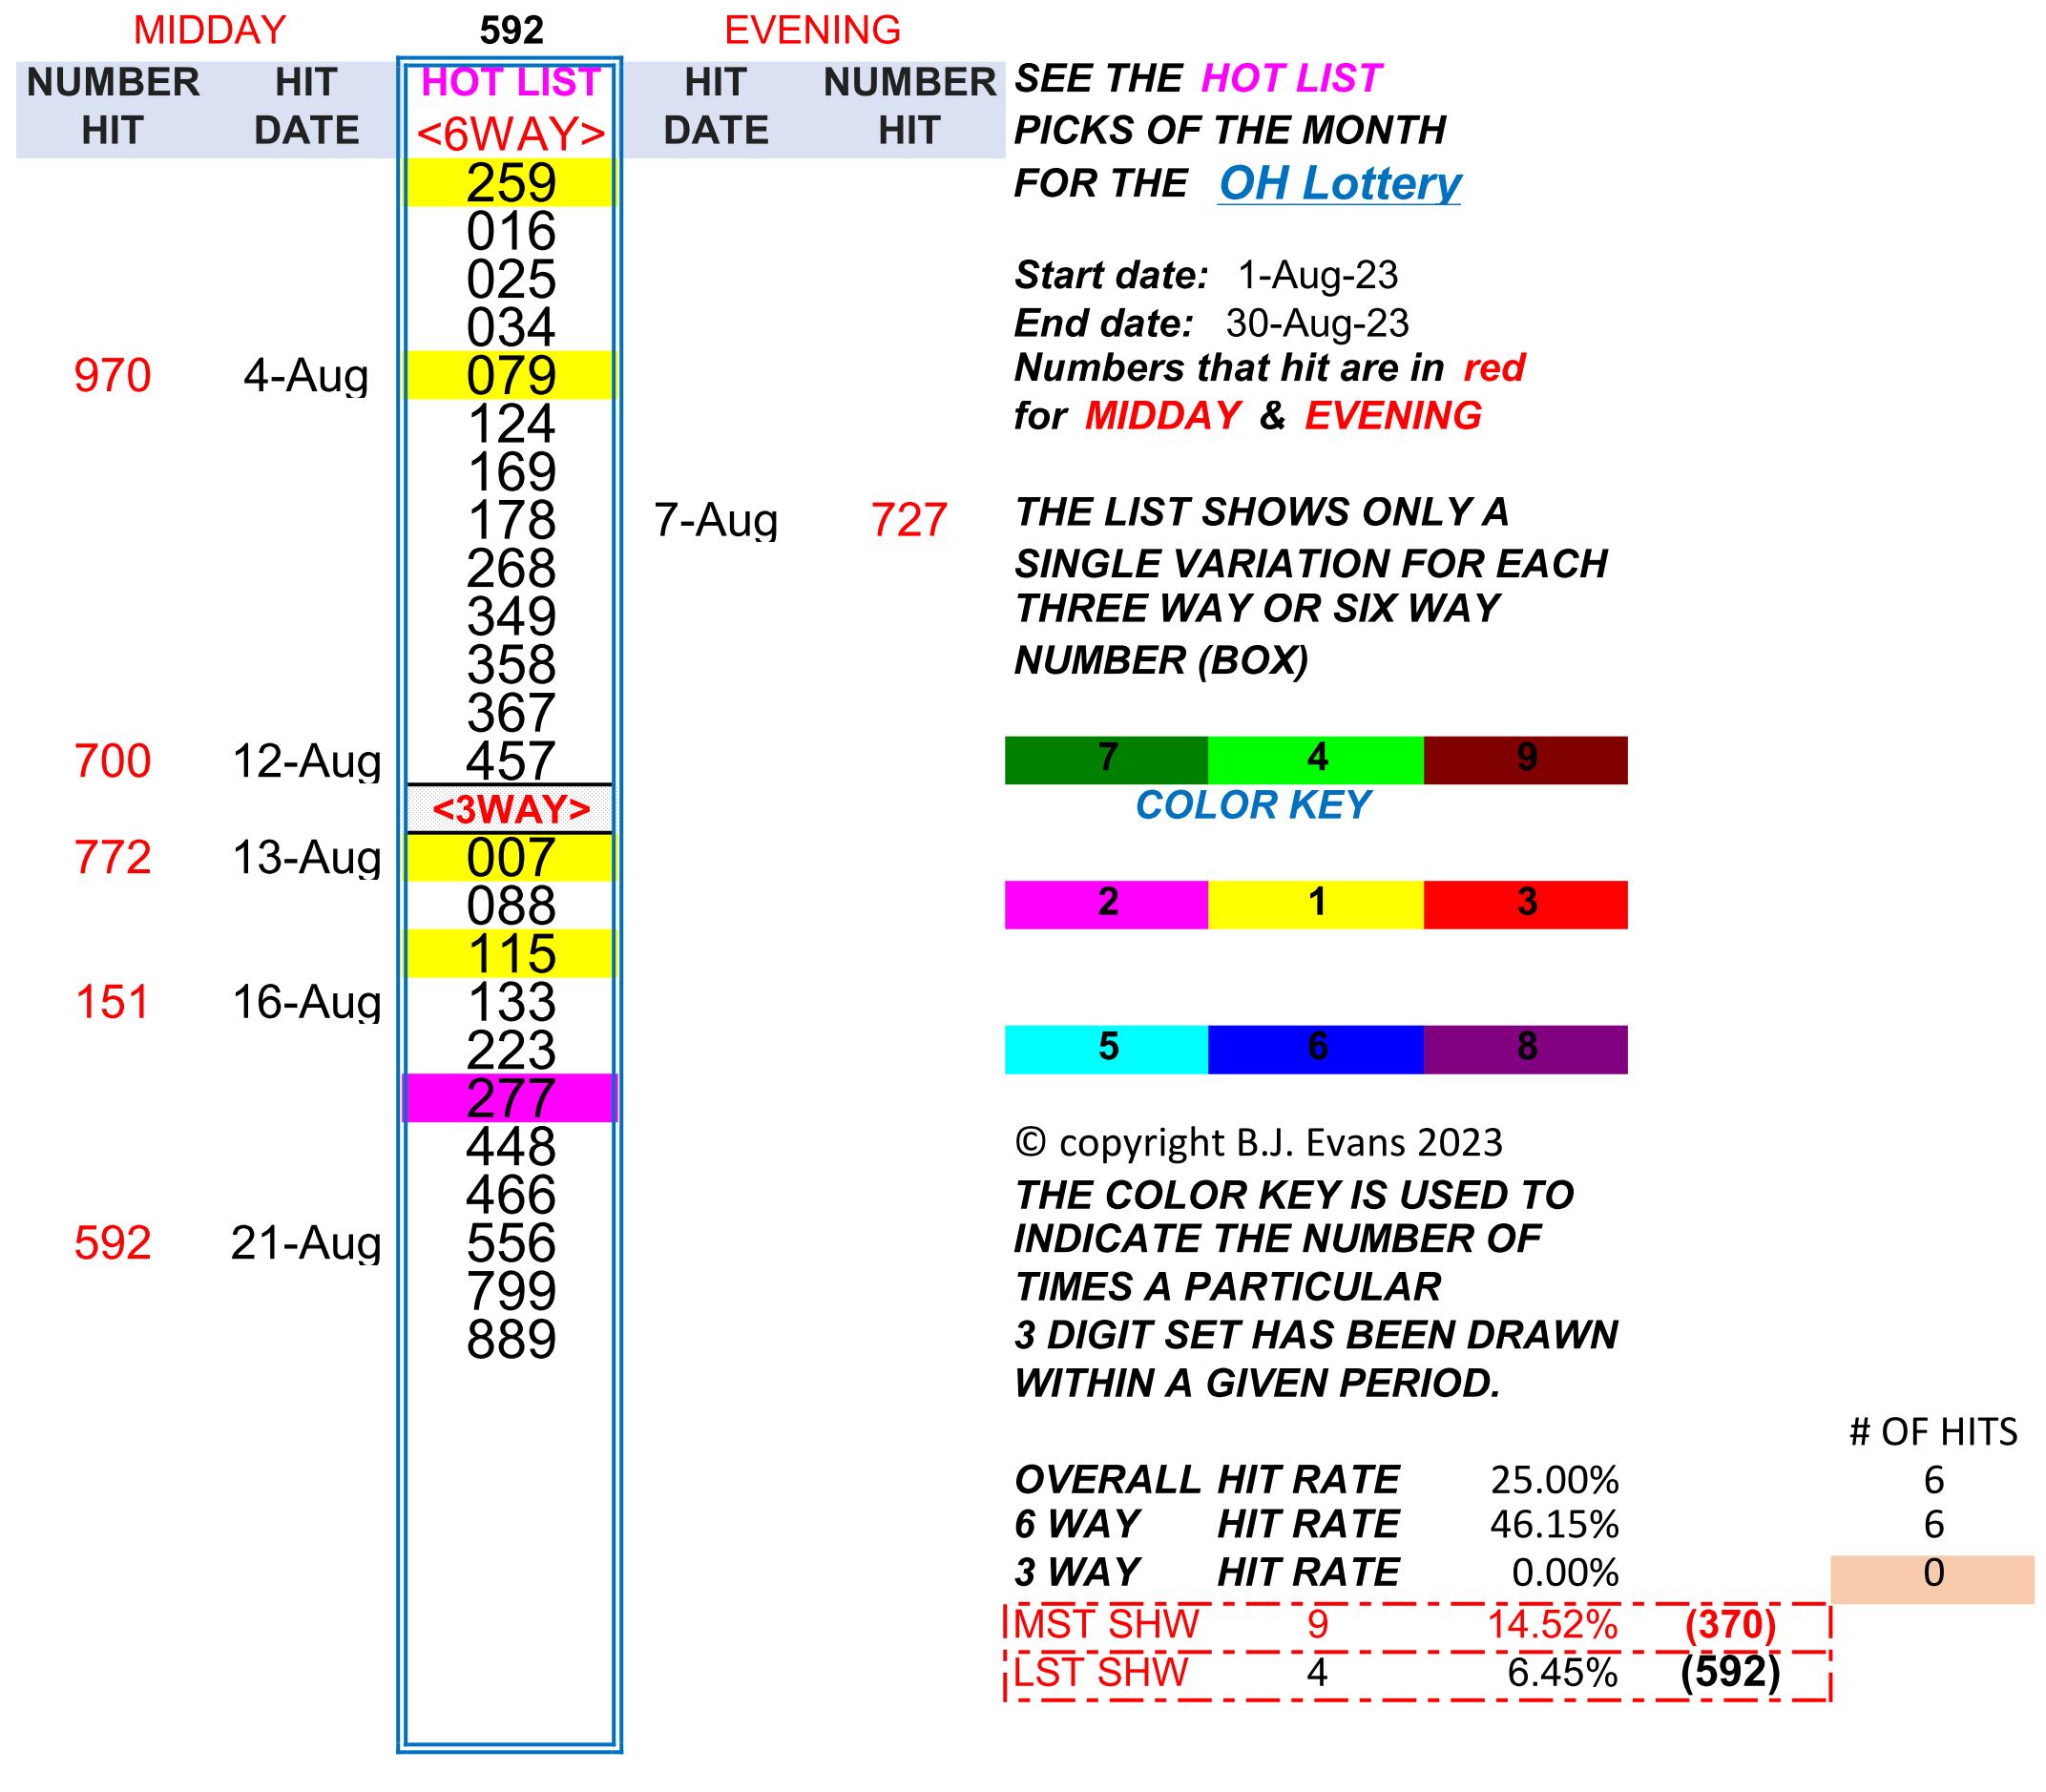 MIDDAY 592 EVENING
NUMBER HIT HOT LIST HIT NUMBER SEE THE HOT LIST
HIT DATE <6WAY> DATE HIT PICKS OF THE MONTH
259 FOR THE OH Lottery
016
025 Start date: 1-Aug-23
034 End date: 30-Aug-23
970 4-Aug 079 Numbers that hit are in red
124 for MIDDAY & EVENING
169
178 7-Aug 727 THE LIST SHOWS ONLY A
268 SINGLE VARIATION FOR EACH
349 THREE WAY OR SIX WAY
358 NUMBER (BOX)
367
700 12-Aug 457 7 4 9
<3WAY> COLOR KEY
772 13-Aug 007
088 2 1 3
115
151 16-Aug 133
223 5 6 8
277
448 © copyright B.J. Evans 2023
466 THE COLOR KEY IS USED TO
592 21-Aug 556 INDICATE THE NUMBER OF
799 TIMES A PARTICULAR
889 3 DIGIT SET HAS BEEN DRAWN
WITHIN A GIVEN PERIOD.
# OF HITS
OVERALL HIT RATE 25.00% 6
6 WAY HIT RATE 46.15% 6
3 WAY HIT RATE 0.00% 0
MST SHW 9 14.52% (370)
LST SHW 4 6.45% (592)